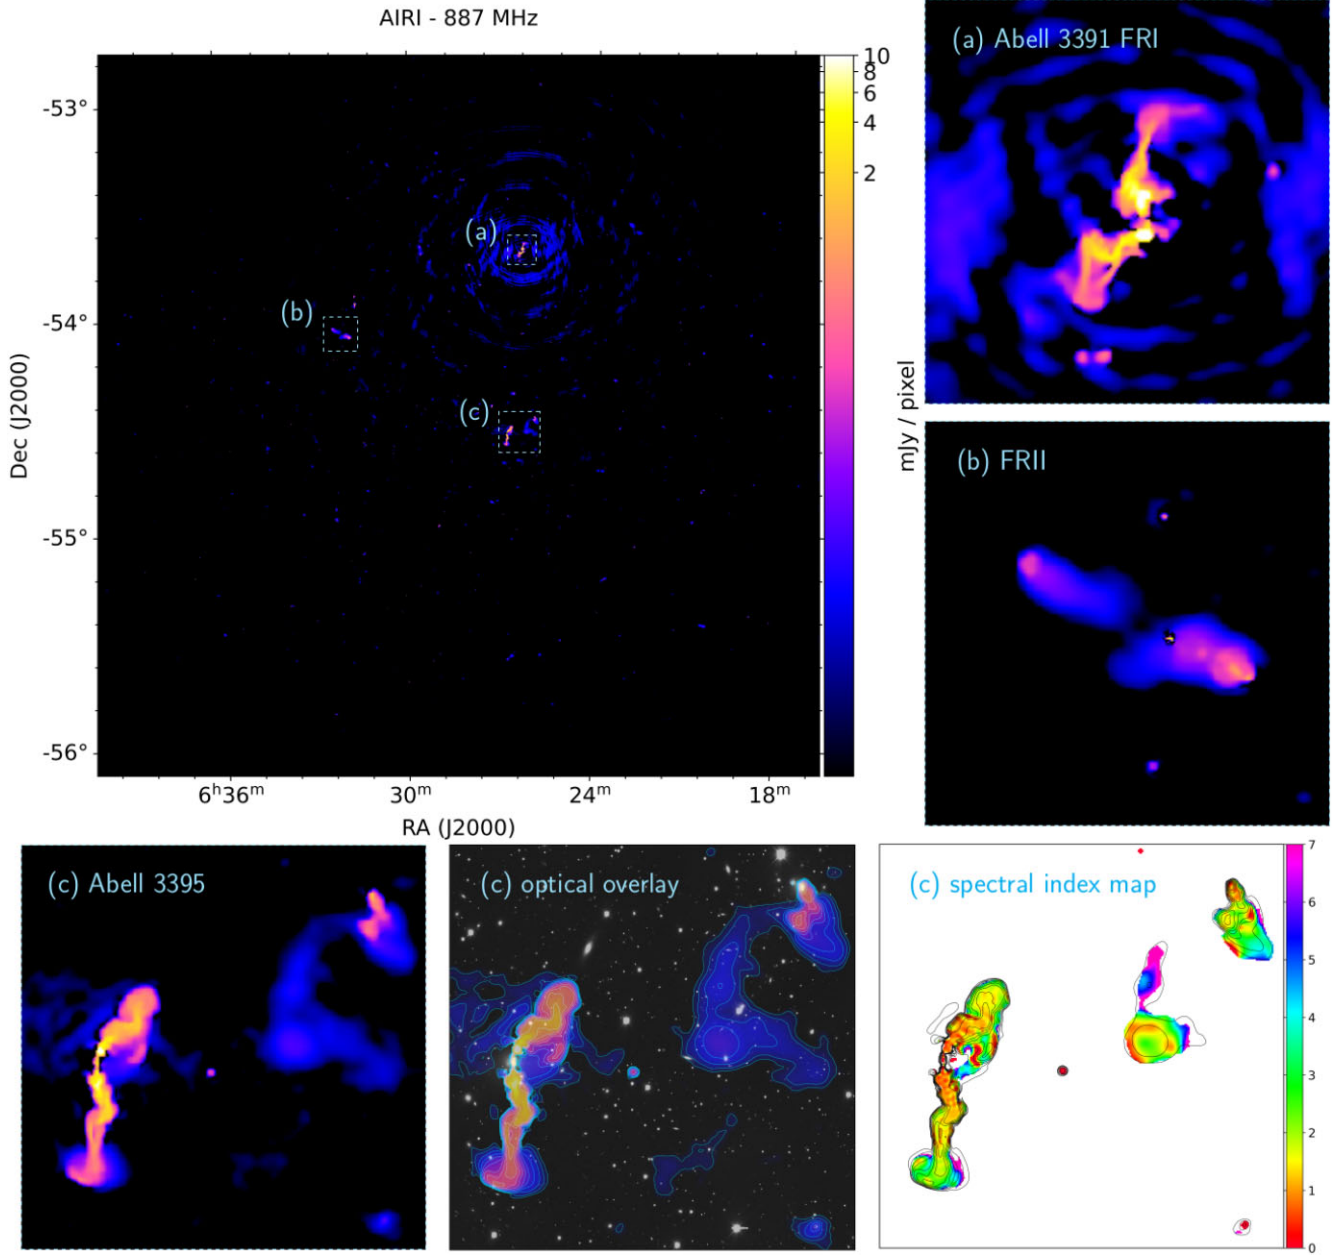 AIRI - 887 MHz
-53°
-54°
-55°
-56°
Dec (J2000)
6ʰ36ᵐ
30ᵐ
24ᵐ
18ᵐ
RA (J2000)
(a)
(b)
(c)
10
8
6
4
2
mJy / pixel
(a) Abell 3391 FRI
(b) FRII
(c) Abell 3395
(c) optical overlay
(c) spectral index map
7
6
5
4
3
2
1
0